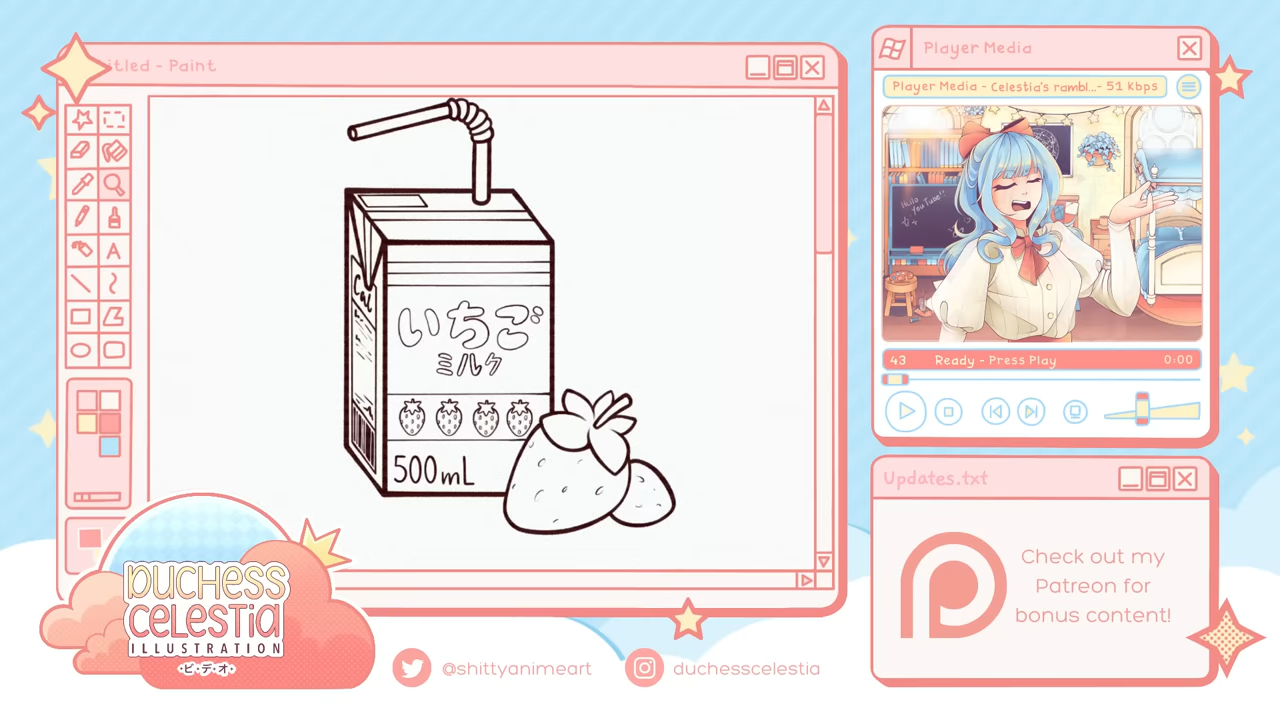 itled - Paint
Cal
いちご
ミルク
500mL
Player Media
Player Media - Celestia's rambl...- 51 Kbps
Hello
YouTube!!
43 Ready - Press Play 0:00
Updates.txt
Check out my
Patreon for
bonus content!
A
DUCHESS
CELESTIA
ILLUSTRATION
・ビ・デ・オ・
@shittyanimeart
duchesscelestia